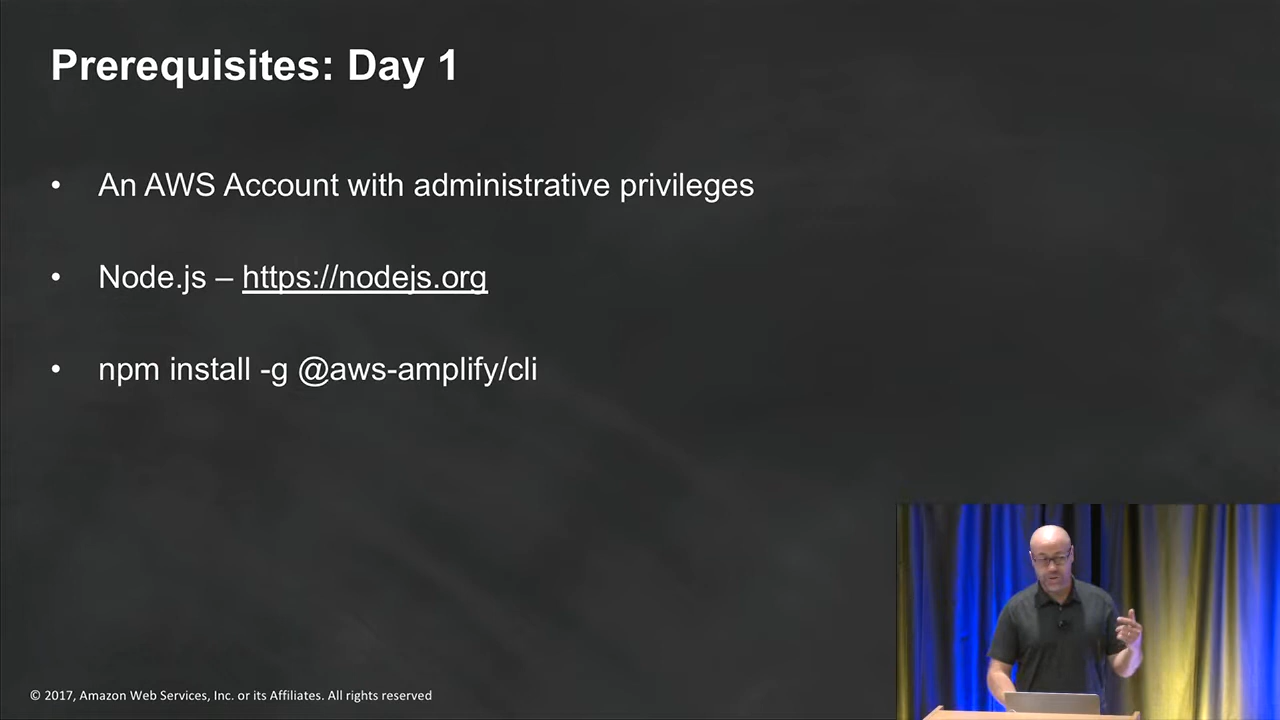 Prerequisites: Day 1
• An AWS Account with administrative privileges
• Node.js – https://nodejs.org
• npm install -g @aws-amplify/cli
© 2017, Amazon Web Services, Inc. or its Affiliates. All rights reserved